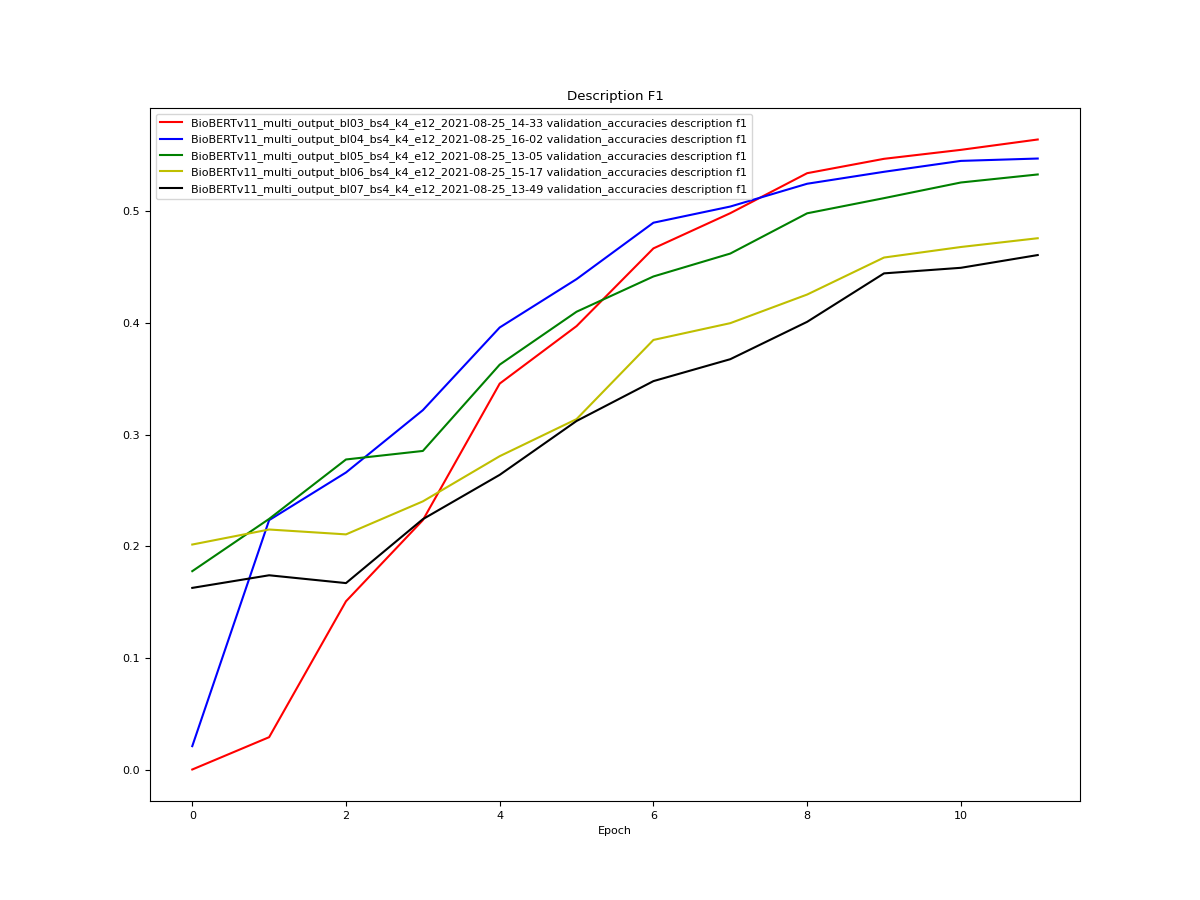 Description F1
BioBERTv11_multi_output_bl03_bs4_k4_e12_2021-08-25_14-33 validation_accuracies description f1
BioBERTv11_multi_output_bl04_bs4_k4_e12_2021-08-25_16-02 validation_accuracies description f1
BioBERTv11_multi_output_bl05_bs4_k4_e12_2021-08-25_13-05 validation_accuracies description f1
BioBERTv11_multi_output_bl06_bs4_k4_e12_2021-08-25_15-17 validation_accuracies description f1
BioBERTv11_multi_output_bl07_bs4_k4_e12_2021-08-25_13-49 validation_accuracies description f1
0.5
0.4
0.3
0.2
0.1
0.0
0 2 4 6 8 10
Epoch